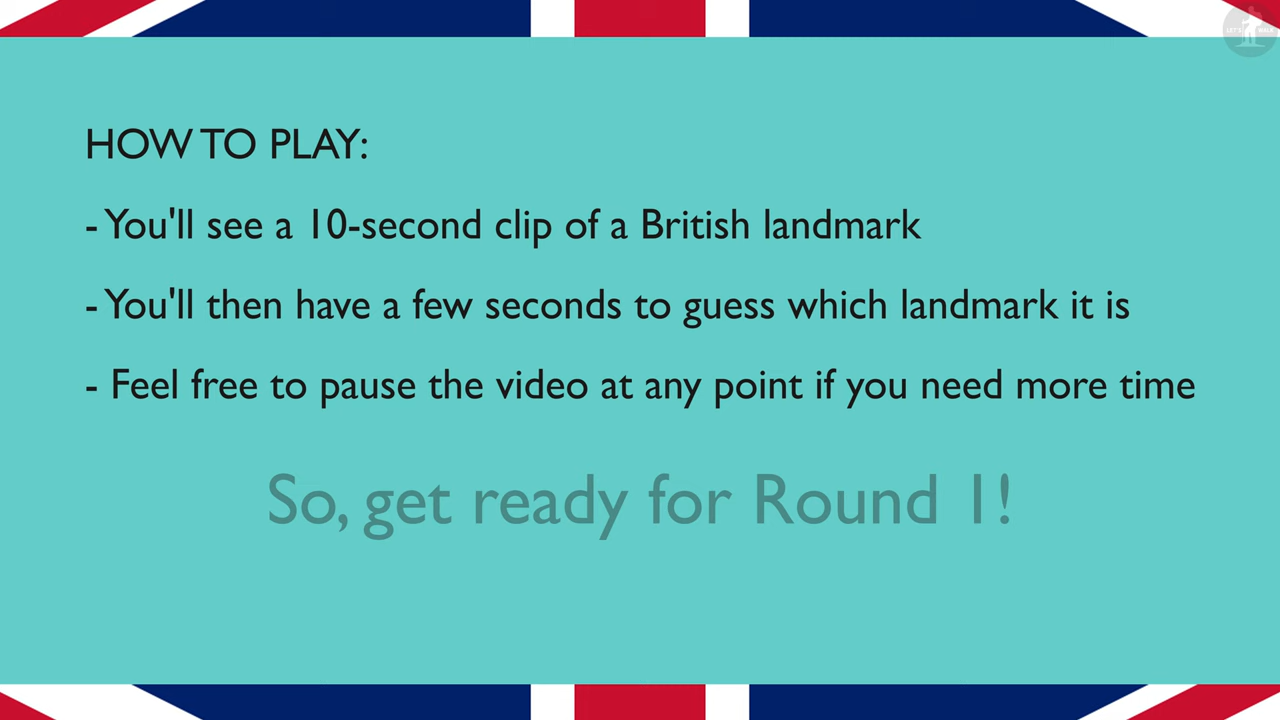 LET'S WALK
HOW TO PLAY:
- You'll see a 10-second clip of a British landmark
- You'll then have a few seconds to guess which landmark it is
- Feel free to pause the video at any point if you need more time
So, get ready for Round 1!